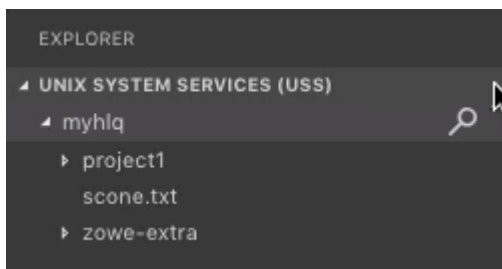 EXPLORER
UNIX SYSTEM SERVICES (USS)
myhlq
project1
scone.txt
zowe-extra